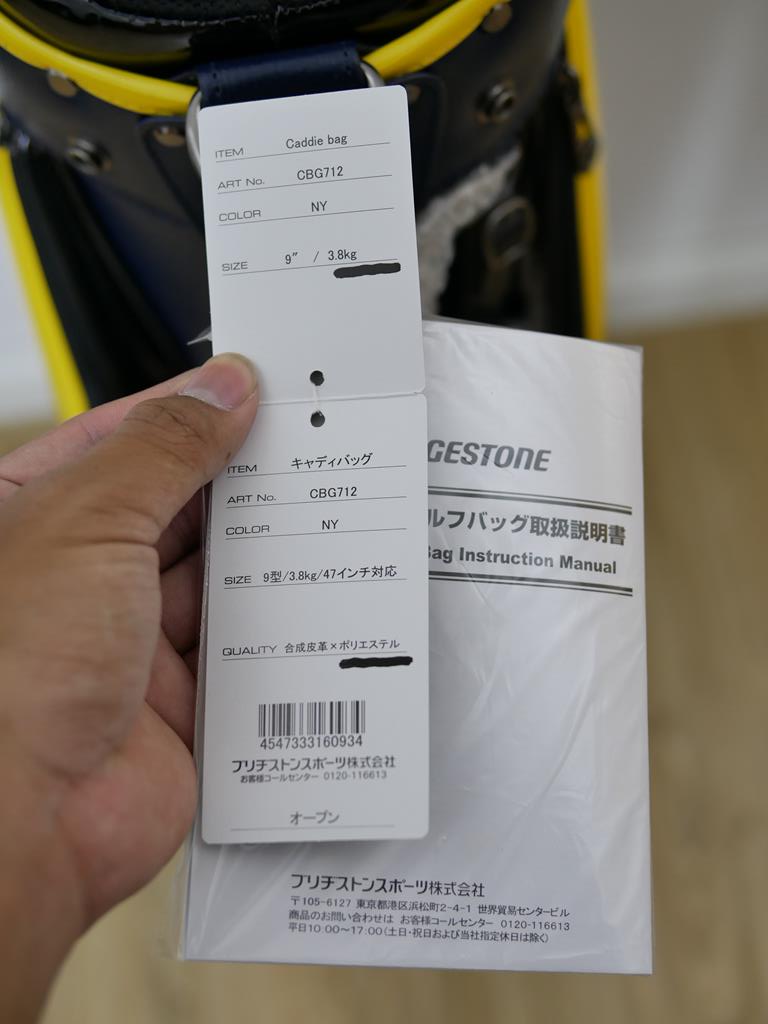 ITEM Caddie bag
ART No. CBG712
COLOR NY
SIZE 9″ / 3.8kg
ITEM キャディバッグ
ART No. CBG712
COLOR NY
SIZE 9型/3.8kg/47インチ対応
QUALITY 合成皮革×ポリエステル
4547333160934
ブリヂストンスポーツ株式会社
お客様コールセンター 0120-116613
オープン
GESTONE
ルフバッグ取扱説明書
Bag Instruction Manual
ブリヂストンスポーツ株式会社
〒105-6127 東京都港区浜松町2-4-1 世界貿易センタービル
商品のお問い合わせは お客様コールセンター 0120-116613
平日10:00〜17:00(土日・祝日および当社指定休日は除く)